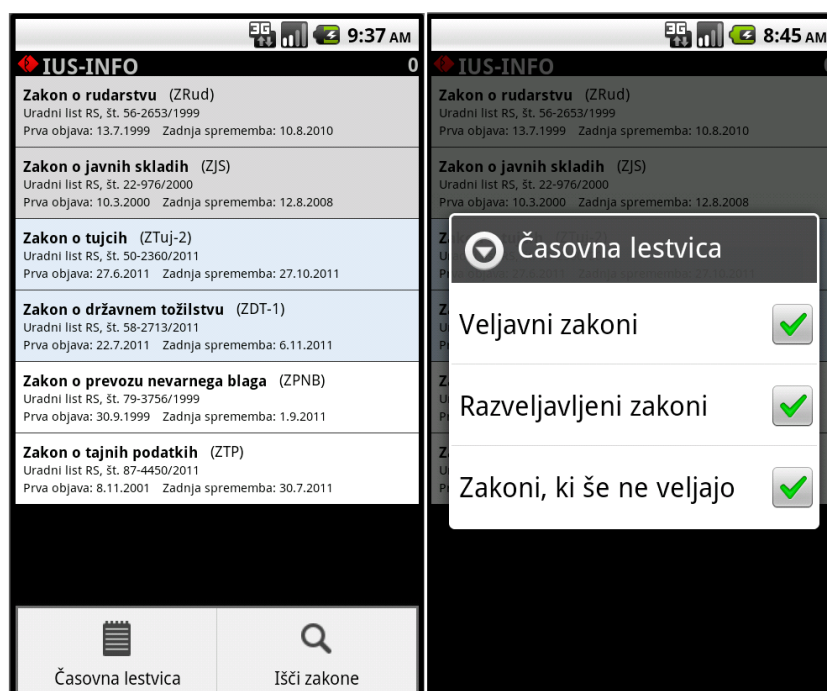 3G 9:37 AM
IUS-INFO 0
Zakon o rudarstvu (ZRud)
Uradni list RS, št. 56-2653/1999
Prva objava: 13.7.1999 Zadnja sprememba: 10.8.2010
Zakon o javnih skladih (ZJS)
Uradni list RS, št. 22-976/2000
Prva objava: 10.3.2000 Zadnja sprememba: 12.8.2008
Zakon o tujcih (ZTuj-2)
Uradni list RS, št. 50-2360/2011
Prva objava: 27.6.2011 Zadnja sprememba: 27.10.2011
Zakon o državnem tožilstvu (ZDT-1)
Uradni list RS, št. 58-2713/2011
Prva objava: 22.7.2011 Zadnja sprememba: 6.11.2011
Zakon o prevozu nevarnega blaga (ZPNB)
Uradni list RS, št. 79-3756/1999
Prva objava: 30.9.1999 Zadnja sprememba: 1.9.2011
Zakon o tajnih podatkih (ZTP)
Uradni list RS, št. 87-4450/2011
Prva objava: 8.11.2001 Zadnja sprememba: 30.7.2011
Časovna lestvica
Išči zakone
3G 8:45 AM
IUS-INFO 0
Zakon o rudarstvu (ZRud)
Uradni list RS, št. 56-2653/1999
Prva objava: 13.7.1999 Zadnja sprememba: 10.8.2010
Zakon o javnih skladih (ZJS)
Uradni list RS, št. 22-976/2000
Prva objava: 10.3.2000 Zadnja sprememba: 12.8.2008
Časovna lestvica
Veljavni zakoni
Razveljavljeni zakoni
Zakoni, ki še ne veljajo